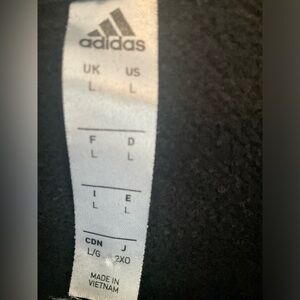 adidas
UK US
L L
F D
L L
I E
L L
CDN J
L/G 2XO
MADE IN
VIETNAM